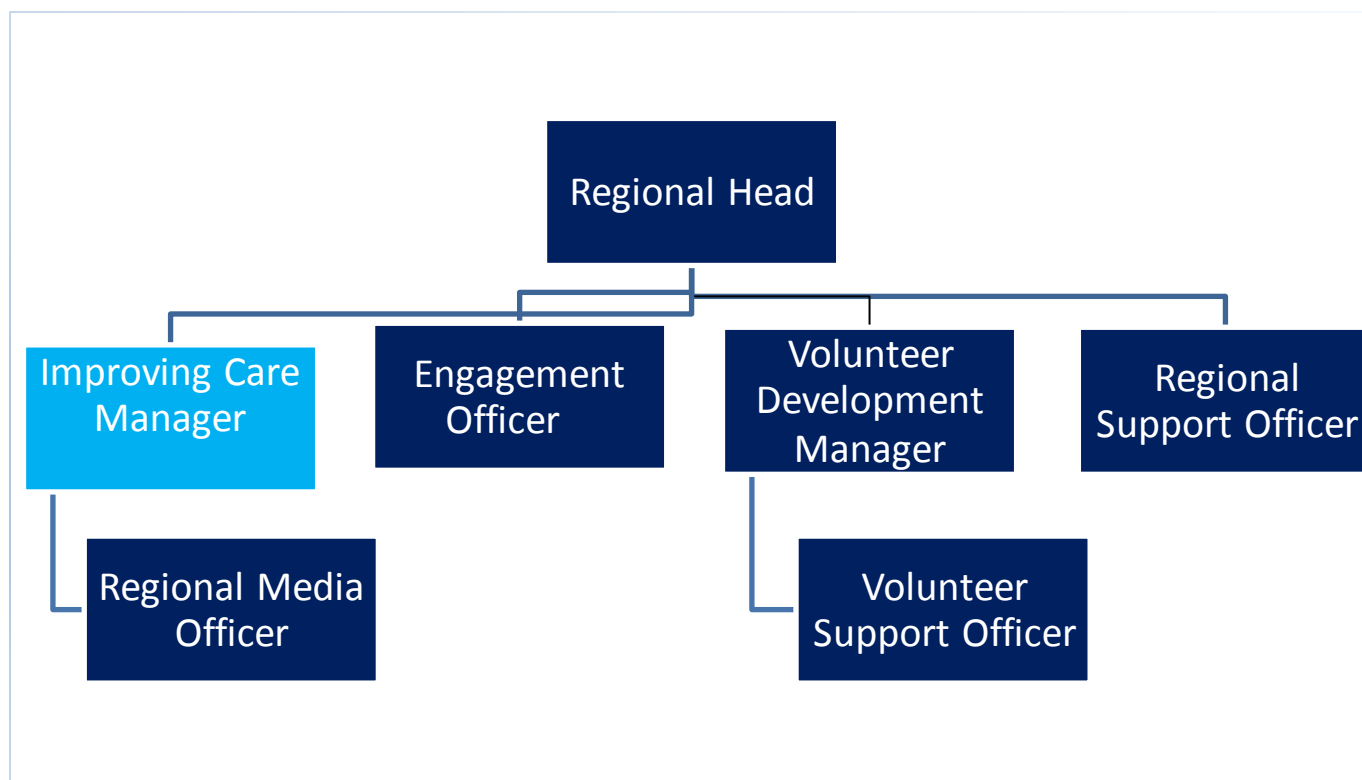 Regional Head
Improving Care
Manager
Engagement
Officer
Volunteer
Development
Manager
Regional
Support Officer
Regional Media
Officer
Volunteer
Support Officer